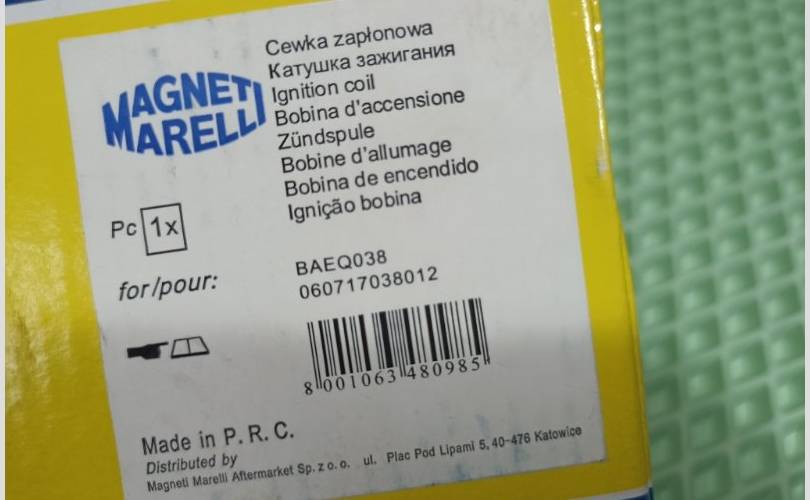 MAGNETI
MARELLI
Cewka zapłonowa
Катушка зажигания
Ignition coil
Bobina d'accensione
Zündspule
Bobine d'allumage
Bobina de encendido
Ignição bobina
Pc 1x
for/pour:
BAEQ038
060717038012
8 001063 480985
Made in P. R. C.
Distributed by
Magneti Marelli Aftermarket Sp. z o. o. ul. Plac Pod Lipami 5, 40-476 Katowice